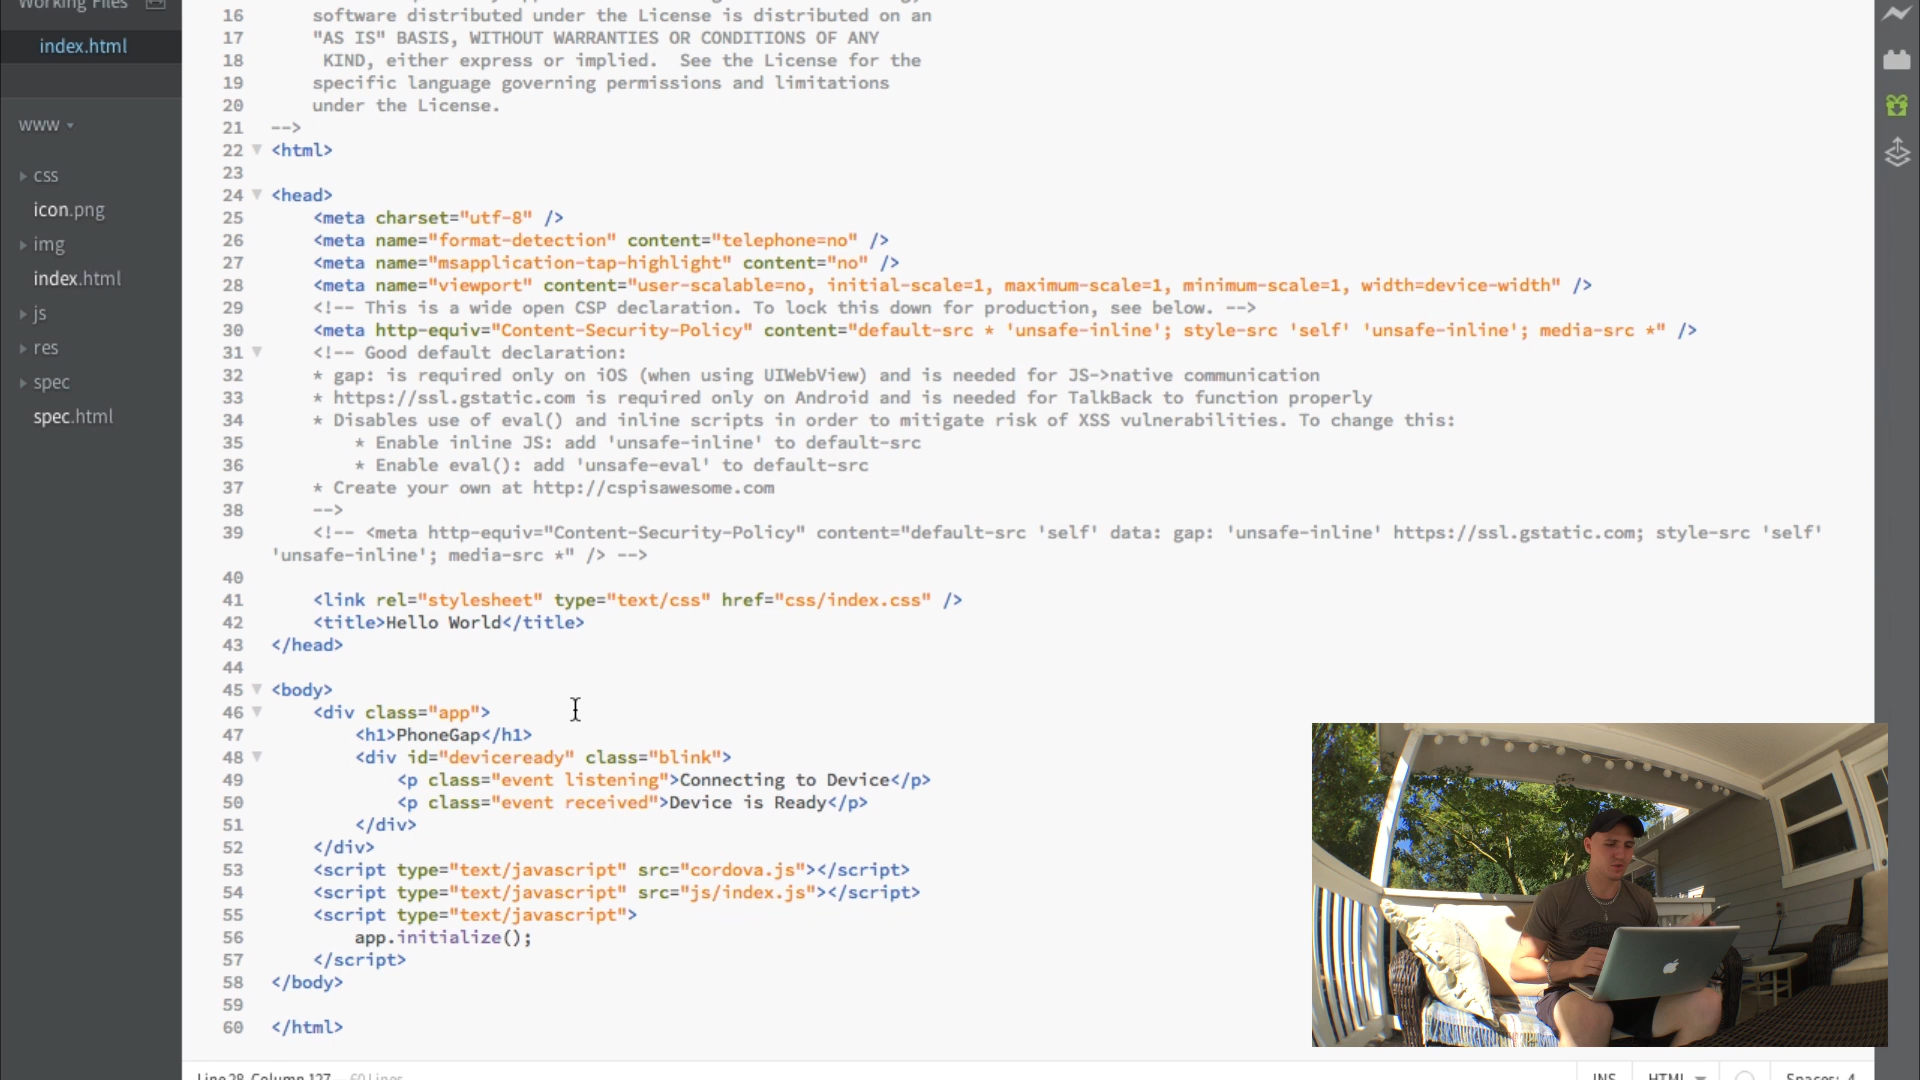 Working Files
index.html
www
css
icon.png
img
index.html
js
res
spec
spec.html
16 software distributed under the License is distributed on an
17 "AS IS" BASIS, WITHOUT WARRANTIES OR CONDITIONS OF ANY
18 KIND, either express or implied.  See the License for the
19 specific language governing permissions and limitations
20 under the License.
21 -->
22 <html>
23
24 <head>
25 <meta charset="utf-8" />
26 <meta name="format-detection" content="telephone=no" />
27 <meta name="msapplication-tap-highlight" content="no" />
28 <meta name="viewport" content="user-scalable=no, initial-scale=1, maximum-scale=1, minimum-scale=1, width=device-width" />
29 <!-- This is a wide open CSP declaration. To lock this down for production, see below. -->
30 <meta http-equiv="Content-Security-Policy" content="default-src * 'unsafe-inline'; style-src 'self' 'unsafe-inline'; media-src *" />
31 <!-- Good default declaration:
32 * gap: is required only on iOS (when using UIWebView) and is needed for JS->native communication
33 * https://ssl.gstatic.com is required only on Android and is needed for TalkBack to function properly
34 * Disables use of eval() and inline scripts in order to mitigate risk of XSS vulnerabilities. To change this:
35 * Enable inline JS: add 'unsafe-inline' to default-src
36 * Enable eval(): add 'unsafe-eval' to default-src
37 * Create your own at http://cspisawesome.com
38 -->
39 <!-- <meta http-equiv="Content-Security-Policy" content="default-src 'self' data: gap: 'unsafe-inline' https://ssl.gstatic.com; style-src 'self'
'unsafe-inline'; media-src *" /> -->
40
41 <link rel="stylesheet" type="text/css" href="css/index.css" />
42 <title>Hello World</title>
43 </head>
44
45 <body>
46 <div class="app">
47 <h1>PhoneGap</h1>
48 <div id="deviceready" class="blink">
49 <p class="event listening">Connecting to Device</p>
50 <p class="event received">Device is Ready</p>
51 </div>
52 </div>
53 <script type="text/javascript" src="cordova.js"></script>
54 <script type="text/javascript" src="js/index.js"></script>
55 <script type="text/javascript">
56 app.initialize();
57 </script>
58 </body>
59
60 </html>
Line 28, Column 127 — 60 Lines
INS HTML Spaces: 4